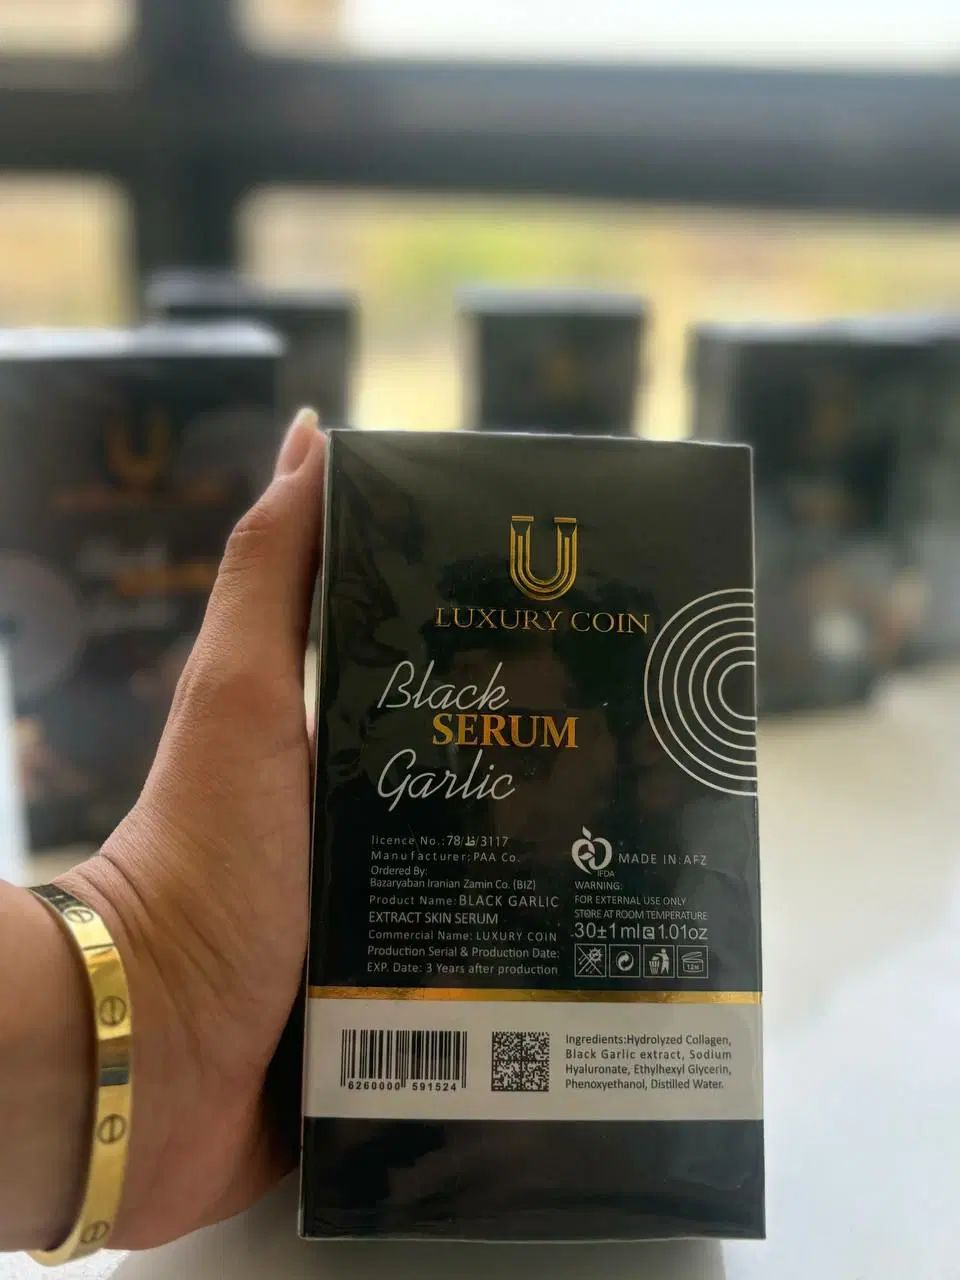 LUXURY COIN
Black
SERUM
Garlic
licence No.:78/ظ/3117
Manufacturer: PAA Co.
Ordered By:
Bazaryaban Iranian Zamin Co. (BIZ)
Product Name: BLACK GARLIC
EXTRACT SKIN SERUM
Commercial Name: LUXURY COIN
Production Serial & Production Date:
EXP. Date: 3 Years after production
IFDA
MADE IN:AFZ
WARNING:
FOR EXTERNAL USE ONLY
STORE AT ROOM TEMPERATURE
30±1ml℮1.01oz
12M
6260000 591524
Ingredients:Hydrolyzed Collagen,
Black Garlic extract, Sodium
Hyaluronate, Ethylhexyl Glycerin,
Phenoxyethanol, Distilled Water.